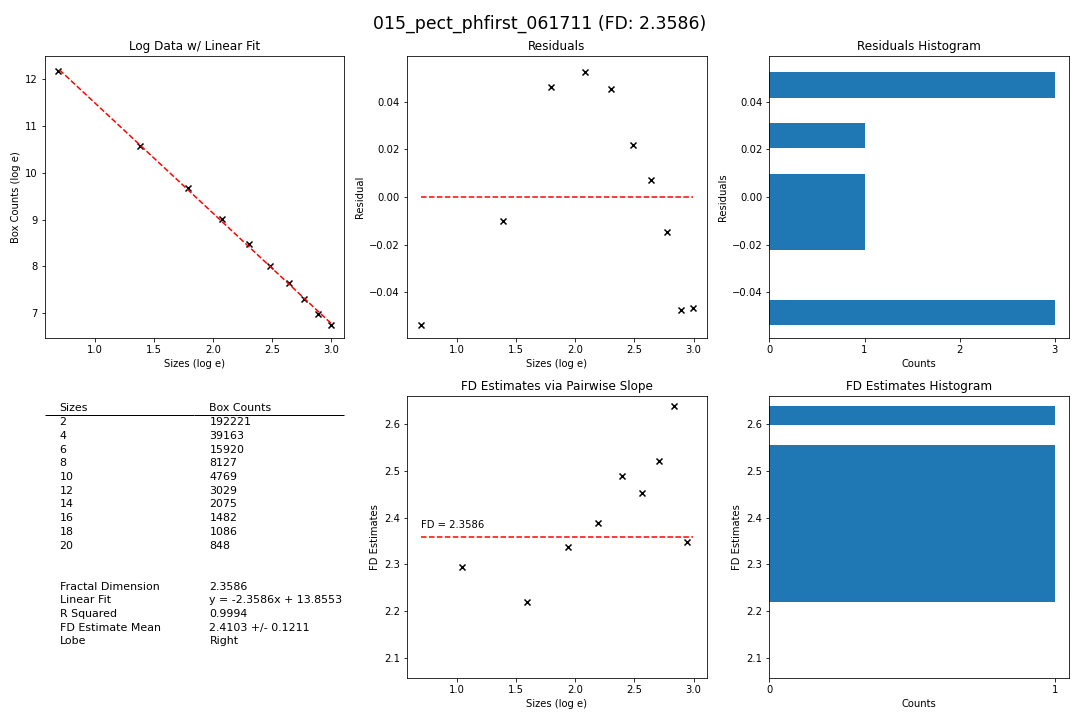 015_pect_phfirst_061711 (FD: 2.3586)
Log Data w/ Linear Fit
Box Counts (log e)
12
11
10
9
8
7
1.0 1.5 2.0 2.5 3.0
Sizes (log e)
Residuals
Residual
0.04
0.02
0.00
−0.02
−0.04
1.0 1.5 2.0 2.5 3.0
Sizes (log e)
Residuals Histogram
Residuals
0.04
0.02
0.00
−0.02
−0.04
0 1 2 3
Counts
Sizes Box Counts
2 192221
4 39163
6 15920
8 8127
10 4769
12 3029
14 2075
16 1482
18 1086
20 848
Fractal Dimension 2.3586
Linear Fit y = -2.3586x + 13.8553
R Squared 0.9994
FD Estimate Mean 2.4103 +/- 0.1211
Lobe Right
FD Estimates via Pairwise Slope
FD Estimates
2.6
2.5
2.4
2.3
2.2
2.1
FD = 2.3586
1.0 1.5 2.0 2.5 3.0
Sizes (log e)
FD Estimates Histogram
FD Estimates
2.6
2.5
2.4
2.3
2.2
2.1
0 1
Counts